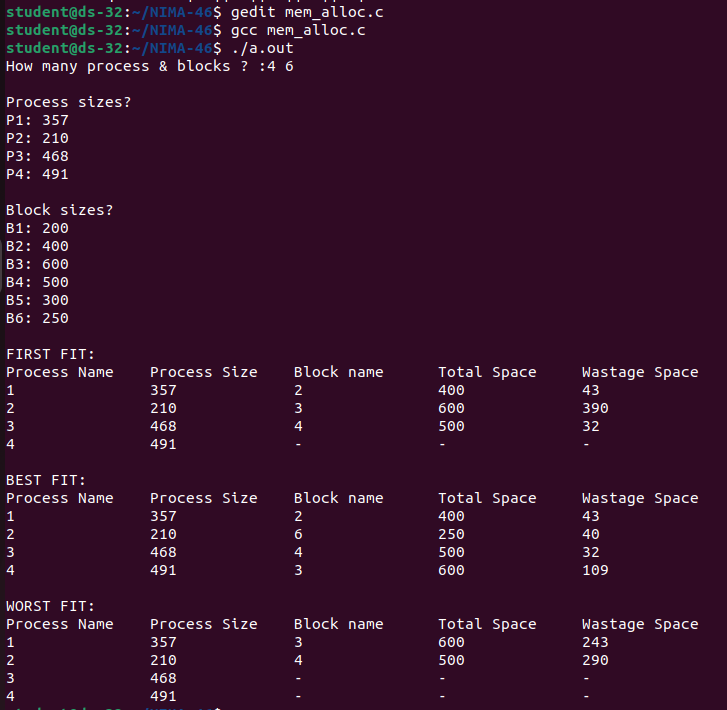 student@ds-32:~/NIMA-46$ gedit mem_alloc.c
student@ds-32:~/NIMA-46$ gcc mem_alloc.c
student@ds-32:~/NIMA-46$ ./a.out
How many process & blocks ? :4 6
Process sizes?
P1: 357
P2: 210
P3: 468
P4: 491
Block sizes?
B1: 200
B2: 400
B3: 600
B4: 500
B5: 300
B6: 250
FIRST FIT:
Process Name    Process Size    Block name      Total Space     Wastage Space
1               357             2               400             43
2               210             3               600             390
3               468             4               500             32
4               491             -               -               -
BEST FIT:
Process Name    Process Size    Block name      Total Space     Wastage Space
1               357             2               400             43
2               210             6               250             40
3               468             4               500             32
4               491             3               600             109
WORST FIT:
Process Name    Process Size    Block name      Total Space     Wastage Space
1               357             3               600             243
2               210             4               500             290
3               468             -               -               -
4               491             -               -               -